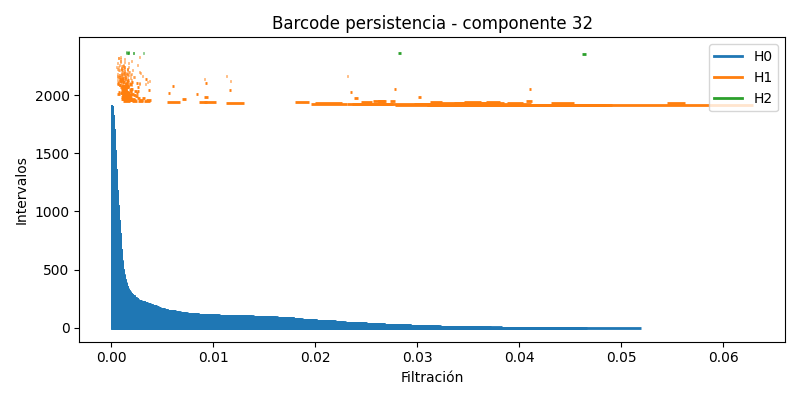 Barcode persistencia - componente 32
H0
H1
H2
Intervalos
2000
1500
1000
500
0
0.00 0.01 0.02 0.03 0.04 0.05 0.06
Filtración